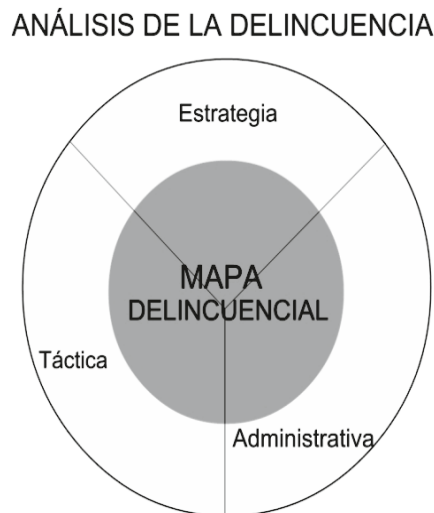 ANÁLISIS DE LA DELINCUENCIA
Estrategia
MAPA
DELINCUENCIAL
Táctica
Administrativa